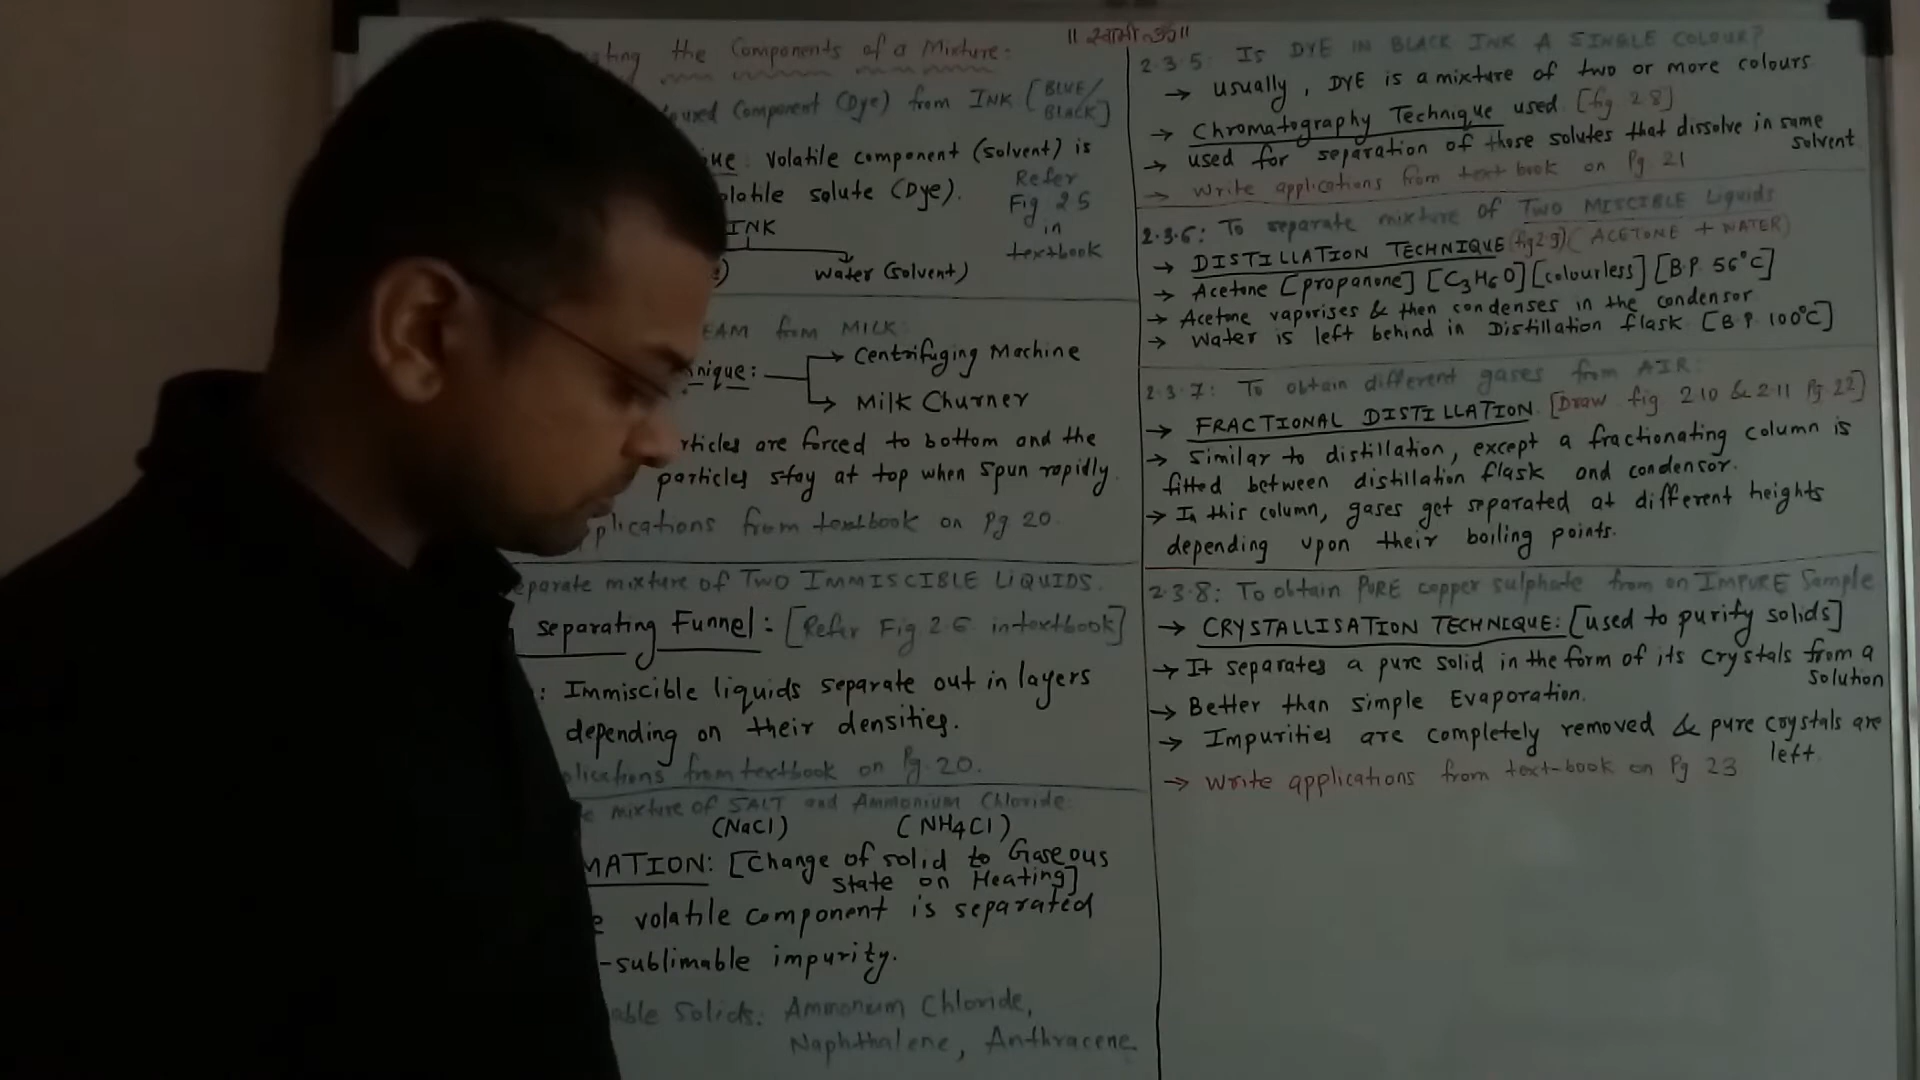 || स्वामी ॐ ||
the Components of a Mixture:
Component (Dye) from INK [BLUE/
BLACK]
Volatile component (solvent) is
solute (Dye).
Refer
Fig 2.5
in
textbook
INK
Water (solvent)
from MILK:
Centrifuging Machine
Milk Churner
are forced to bottom and the
particles stay at top when spun rapidly.
from textbook on Pg 20.
mixture of TWO IMMISCIBLE LIQUIDS.
separating Funnel: [Refer Fig 2.6 in textbook]
: Immiscible liquids separate out in layers
depending on their densities.
from textbook on Pg. 20.
mixture of SALT and Ammonium Chloride:
(NaCl) (NH4Cl)
MATION: [Change of solid to Gaseous
state on Heating]
volatile component is separated
-sublimable impurity.
able Solids: Ammonium Chloride,
Naphthalene, Anthracene
2.3.5: Is DYE IN BLACK INK A SINGLE COLOUR?
→ usually, DYE is a mixture of two or more colours
→ Chromatography Technique used. [fig 2.8]
→ used for separation of those solutes that dissolve in same
solvent
→ Write applications from text book on Pg 21
2.3.6: To separate mixture of TWO MISCIBLE Liquids
→ DISTILLATION TECHNIQUE (fig 2.9) (ACETONE + WATER)
→ Acetone [propanone] [C3H6O] [colourless] [B.P. 56°C]
→ Acetone vaporises & then condenses in the condensor
→ Water is left behind in Distillation flask. [B.P. 100°C]
2.3.7: To obtain different gases from AIR:
→ FRACTIONAL DISTILLATION. [Draw fig 2.10 & 2.11 Pg 22]
→ Similar to distillation, except a fractionating column is
fitted between distillation flask and condensor.
→ In this column, gases get separated at different heights
depending upon their boiling points.
2.3.8: To obtain PURE copper sulphate from an IMPURE Sample
→ CRYSTALLISATION TECHNIQUE: [used to purify solids]
→ It separates a pure solid in the form of its crystals from a
solution
→ Better than simple Evaporation.
→ Impurities are completely removed & pure crystals are
left.
→ Write applications from text-book on Pg 23